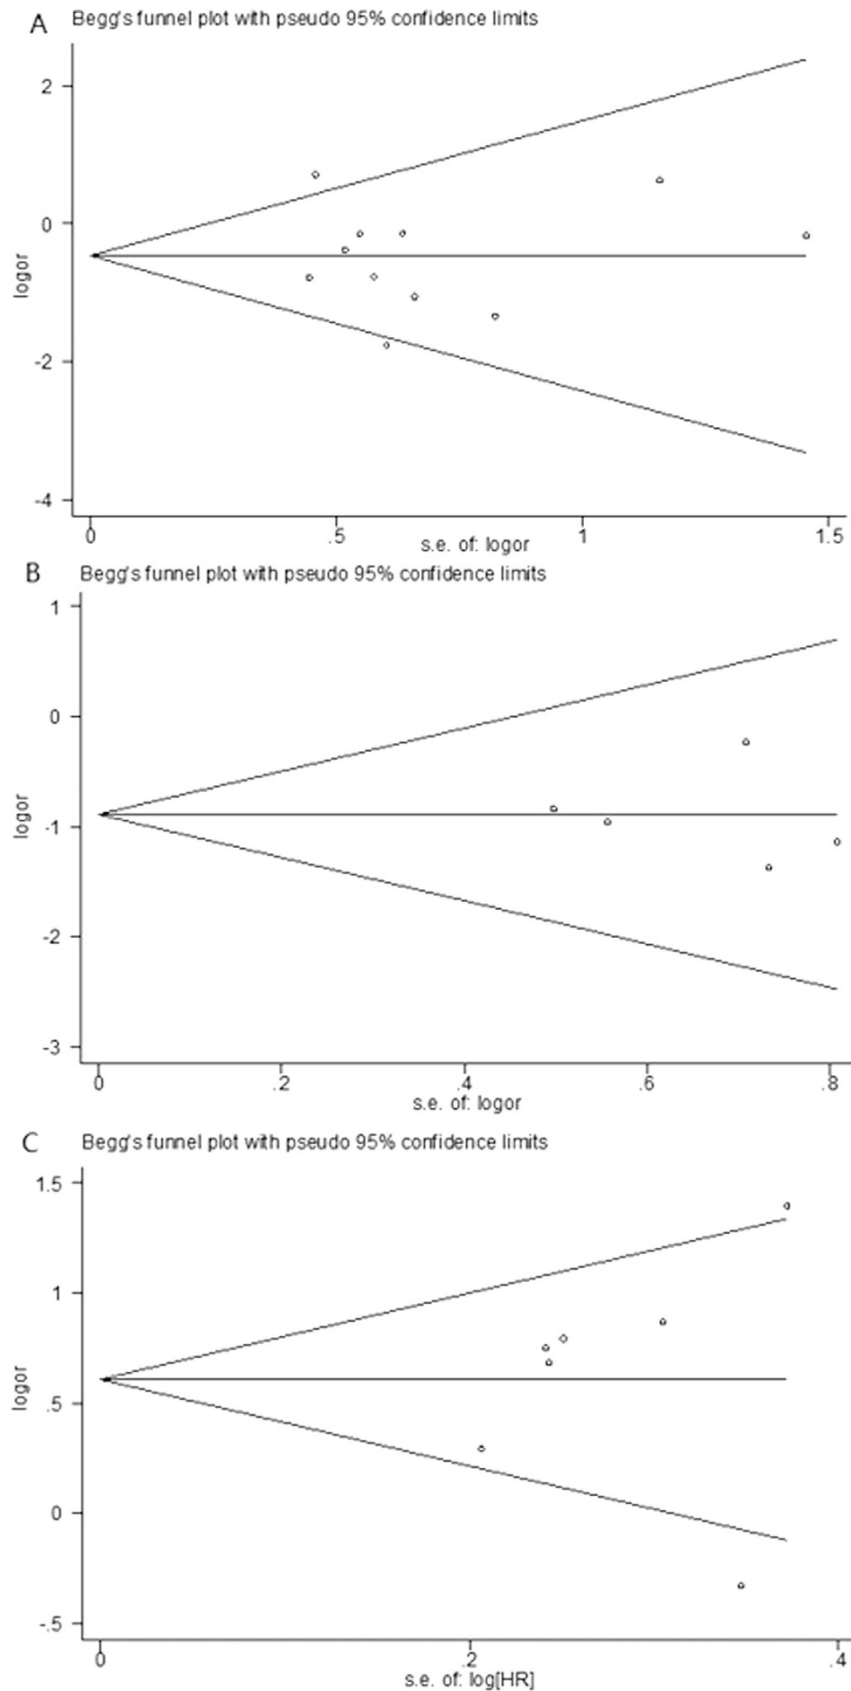 A
Begg's funnel plot with pseudo 95% confidence limits
2
0
-2
-4
logor
0
.5
1
1.5
s.e. of: logor
B
Begg's funnel plot with pseudo 95% confidence limits
1
0
-1
-2
-3
logor
0
.2
.4
.6
.8
s.e. of: logor
C
Begg's funnel plot with pseudo 95% confidence limits
1.5
1
.5
0
-.5
logor
0
.2
.4
s.e. of: log[HR]